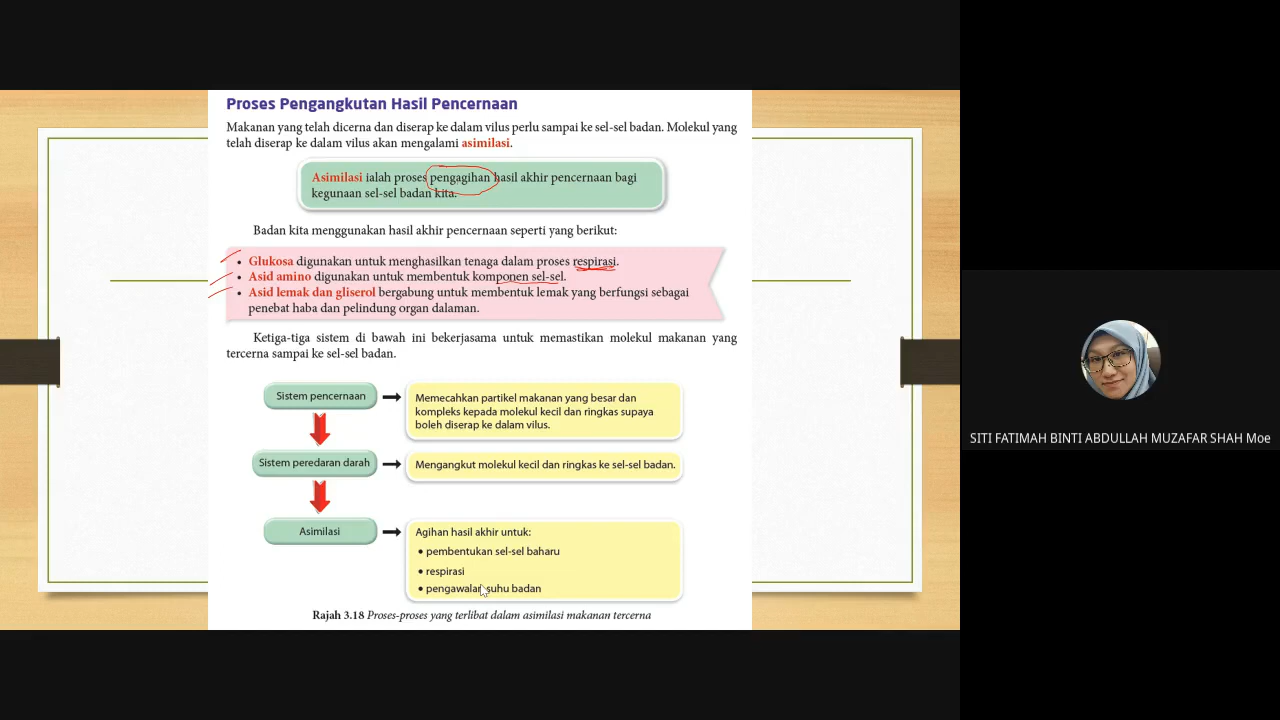 Proses Pengangkutan Hasil Pencernaan
Makanan yang telah dicerna dan diserap ke dalam vilus perlu sampai ke sel-sel badan. Molekul yang
telah diserap ke dalam vilus akan mengalami asimilasi.
Asimilasi ialah proses pengagihan hasil akhir pencernaan bagi
kegunaan sel-sel badan kita.
Badan kita menggunakan hasil akhir pencernaan seperti yang berikut:
• Glukosa digunakan untuk menghasilkan tenaga dalam proses respirasi.
• Asid amino digunakan untuk membentuk komponen sel-sel.
• Asid lemak dan gliserol bergabung untuk membentuk lemak yang berfungsi sebagai
penebat haba dan pelindung organ dalaman.
Ketiga-tiga sistem di bawah ini bekerjasama untuk memastikan molekul makanan yang
tercerna sampai ke sel-sel badan.
Sistem pencernaan
Memecahkan partikel makanan yang besar dan
kompleks kepada molekul kecil dan ringkas supaya
boleh diserap ke dalam vilus.
Sistem peredaran darah
Mengangkut molekul kecil dan ringkas ke sel-sel badan.
Asimilasi
Agihan hasil akhir untuk:
• pembentukan sel-sel baharu
• respirasi
• pengawalan suhu badan
Rajah 3.18 Proses-proses yang terlibat dalam asimilasi makanan tercerna
SITI FATIMAH BINTI ABDULLAH MUZAFAR SHAH Moe